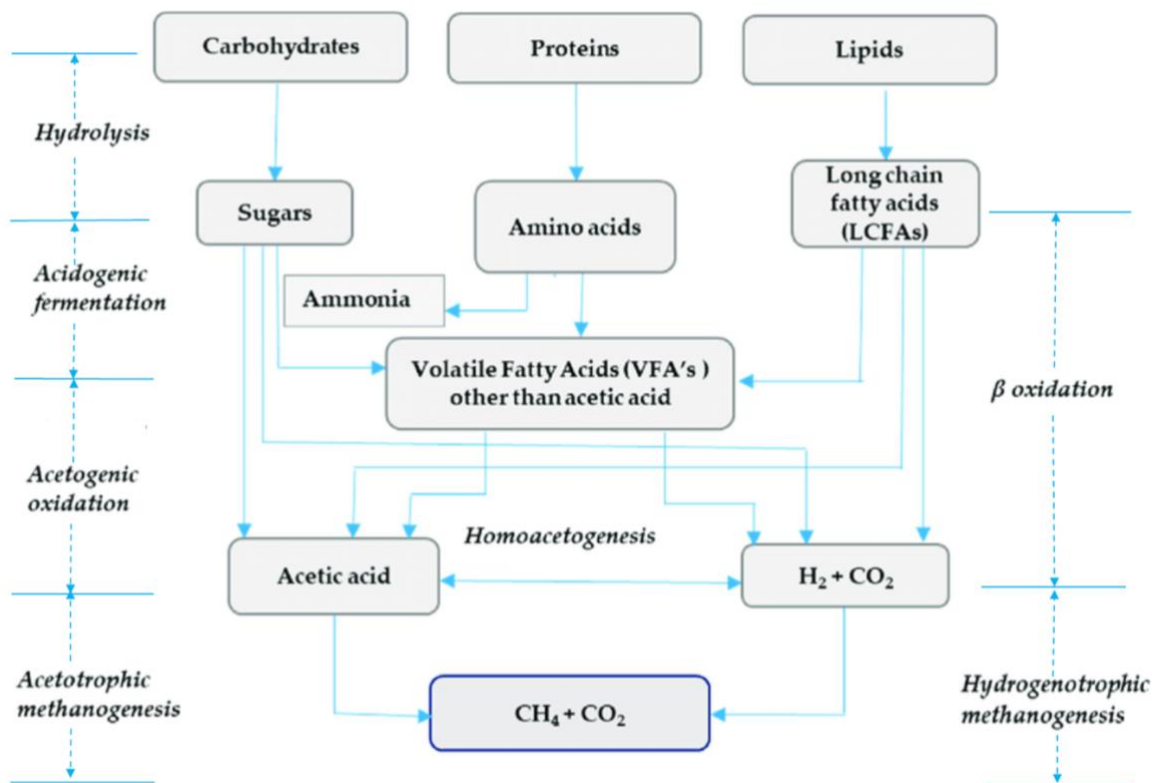 Carbohydrates
Proteins
Lipids
Hydrolysis
Sugars
Amino acids
Long chain
fatty acids
(LCFAs)
Acidogenic
fermentation
Ammonia
Volatile Fatty Acids (VFA's )
other than acetic acid
β oxidation
Acetogenic
oxidation
Homoacetogenesis
Acetic acid
H₂ + CO₂
Acetotrophic
methanogenesis
CH₄ + CO₂
Hydrogenotrophic
methanogenesis